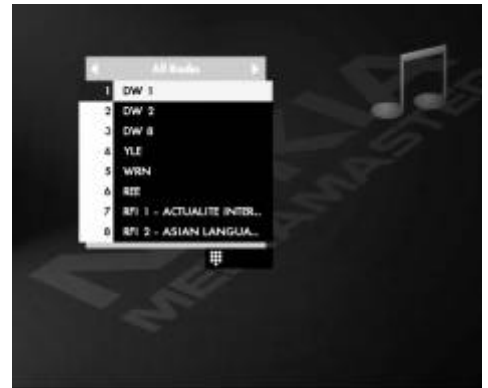 All Radio
1 DW 1
2 DW 2
3 DW 8
4 YLE
5 WRN
6 REE
7 RFI 1 - ACTUALITE INTER...
8 RFI 2 - ASIAN LANGUA...
NOKIA
MEDIAMASTER